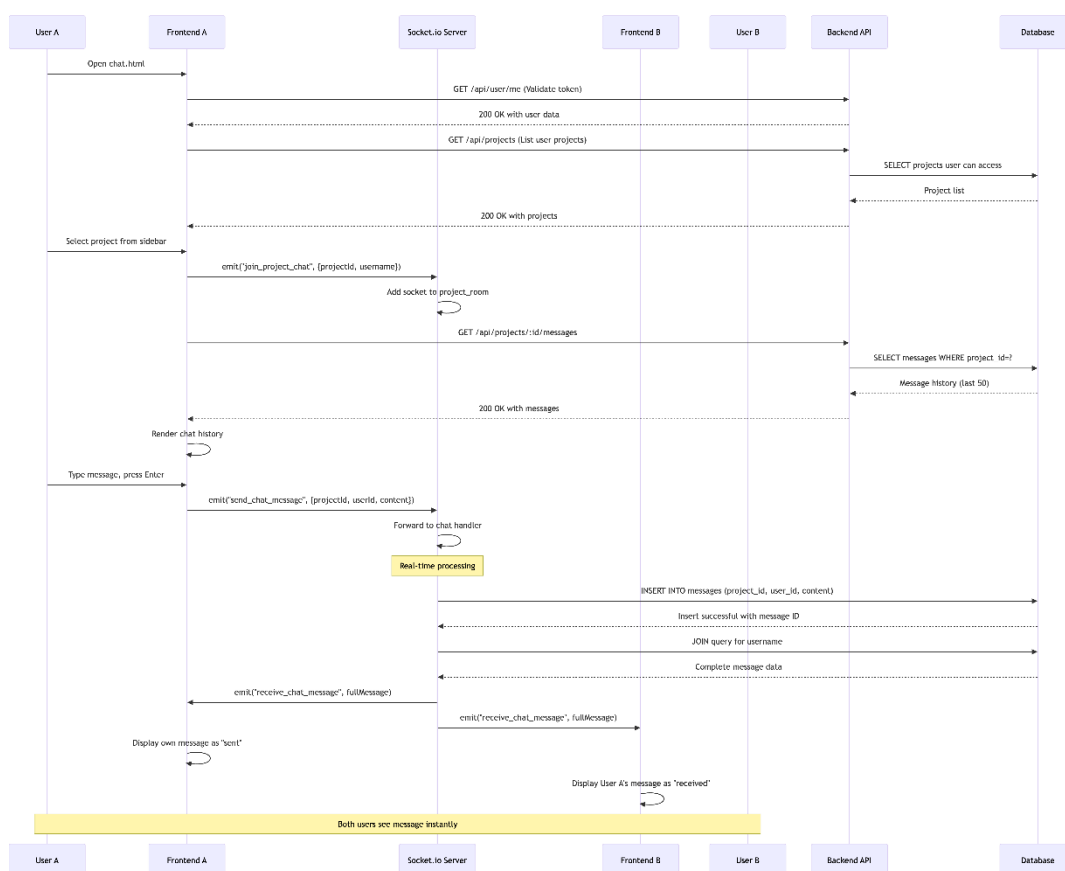 User A
Frontend A
Socket.io Server
Frontend B
User B
Backend API
Database
Open chat.html
GET /api/user/me (Validate token)
200 OK with user data
GET /api/projects (List user projects)
SELECT projects user can access
Project list
200 OK with projects
Select project from sidebar
emit("join_project_chat", {projectId, username})
Add socket to project_room
GET /api/projects/:id/messages
SELECT messages WHERE project_id=?
Message history (last 50)
200 OK with messages
Render chat history
Type message, press Enter
emit("send_chat_message", {projectId, userId, content})
Forward to chat handler
Real-time processing
INSERT INTO messages (project_id, user_id, content)
Insert successful with message ID
JOIN query for username
Complete message data
emit("receive_chat_message", fullMessage)
emit("receive_chat_message", fullMessage)
Display own message as "sent"
Display User A's message as "received"
Both users see message instantly
User A
Frontend A
Socket.io Server
Frontend B
User B
Backend API
Database